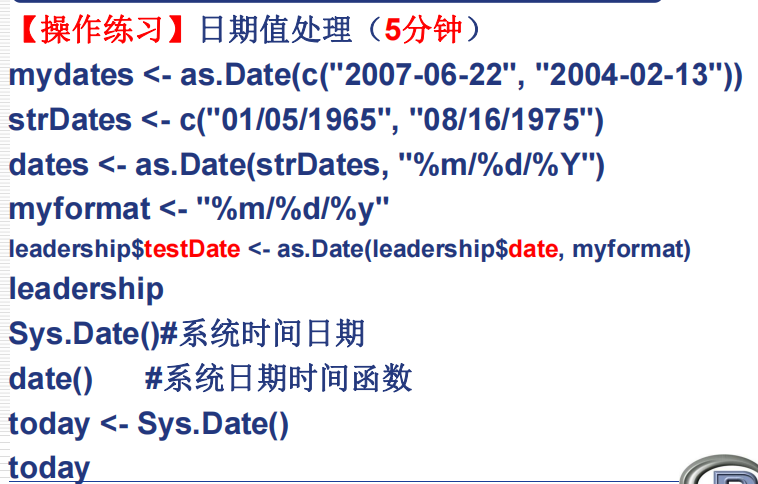 【操作练习】日期值处理（5分钟）
mydates <- as.Date(c("2007-06-22", "2004-02-13"))
strDates <- c("01/05/1965", "08/16/1975")
dates <- as.Date(strDates, "%m/%d/%Y")
myformat <- "%m/%d/%y"
leadership$testDate <- as.Date(leadership$date, myformat)
leadership
Sys.Date()#系统时间日期
date()      #系统日期时间函数
today <- Sys.Date()
today